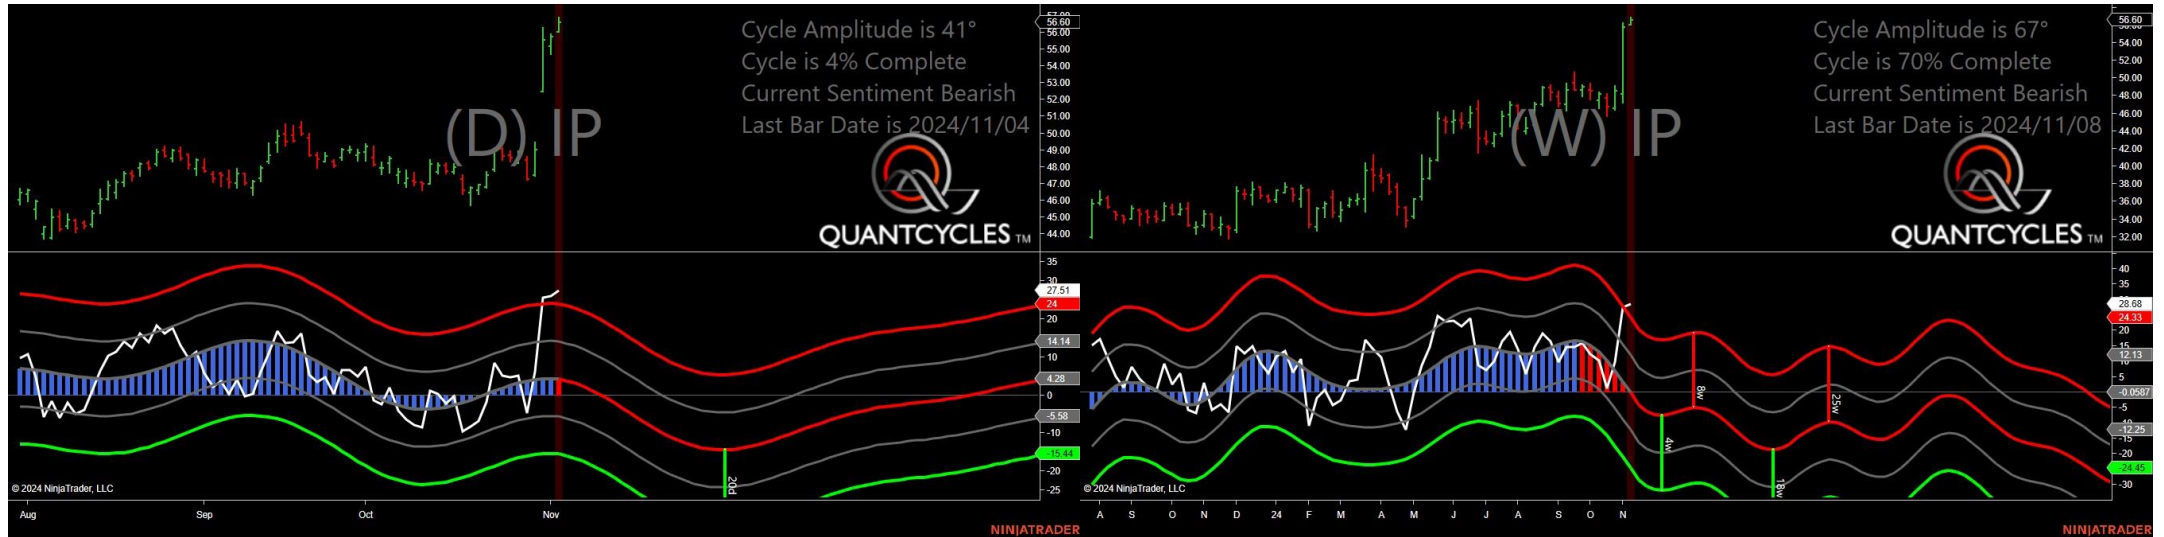 Cycle Amplitude is 41°
Cycle is 4% Complete
Current Sentiment Bearish
Last Bar Date is 2024/11/04
(D) IP
QUANTCYCLES TM
56.60
56.00
55.00
54.00
53.00
52.00
51.00
50.00
49.00
48.00
47.00
46.00
45.00
44.00
35
30
27.51
24
20
14.14
10
4.28
0
-5.58
-10
-15.44
-20
-25
20d
© 2024 NinjaTrader, LLC
Aug Sep Oct Nov
NINJATRADER
Cycle Amplitude is 67°
Cycle is 70% Complete
Current Sentiment Bearish
Last Bar Date is 2024/11/08
(W) IP
QUANTCYCLES TM
56.60
54.00
52.00
50.00
48.00
46.00
44.00
42.00
40.00
38.00
36.00
34.00
32.00
40
35
28.68
24.33
20
15
12.13
5
-0.0587
-5
-12.25
-15
-20
-24.45
-30
8w
25w
4w
18w
© 2024 NinjaTrader, LLC
A S O N D 24 F M A M J J A S O N
NINJATRADER